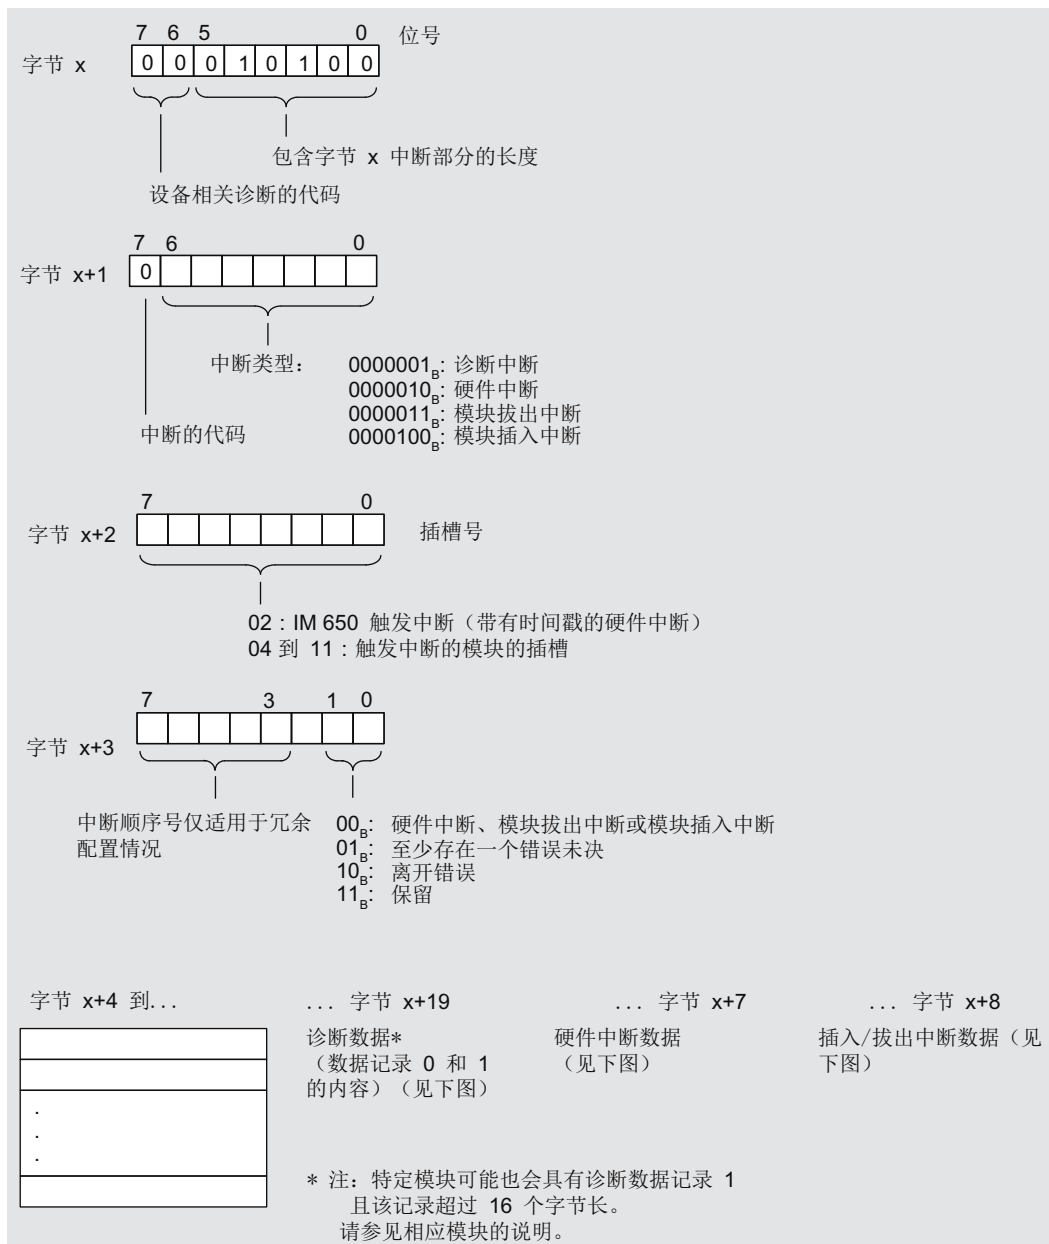 7 6 5 0 位号
字节 x 0 0 0 1 0 1 0 0
包含字节 x 中断部分的长度
设备相关诊断的代码
7 6 0
字节 x+1 0
中断类型： 0000001B: 诊断中断
0000010B: 硬件中断
0000011B: 模块拔出中断
中断的代码 0000100B: 模块插入中断
7 0
字节 x+2 插槽号
02：IM 650 触发中断（带有时间戳的硬件中断）
04 到 11：触发中断的模块的插槽
7 3 1 0
字节 x+3
中断顺序号仅适用于冗余
配置情况
00B: 硬件中断、模块拔出中断或模块插入中断
01B: 至少存在一个错误未决
10B: 离开错误
11B: 保留
字节 x+4 到... ... 字节 x+19 ... 字节 x+7 ... 字节 x+8
诊断数据*
（数据记录 0 和 1
的内容）（见下图）
硬件中断数据
（见下图）
插入/拔出中断数据（见
下图）
.
.
.
* 注：特定模块可能也会具有诊断数据记录 1
且该记录超过 16 个字节长。
请参见相应模块的说明。